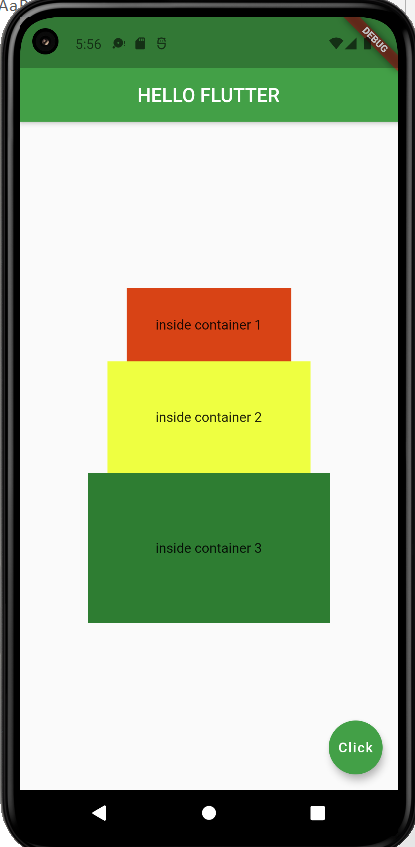 5:56
DEBUG
HELLO FLUTTER
inside container 1
inside container 2
inside container 3
Click